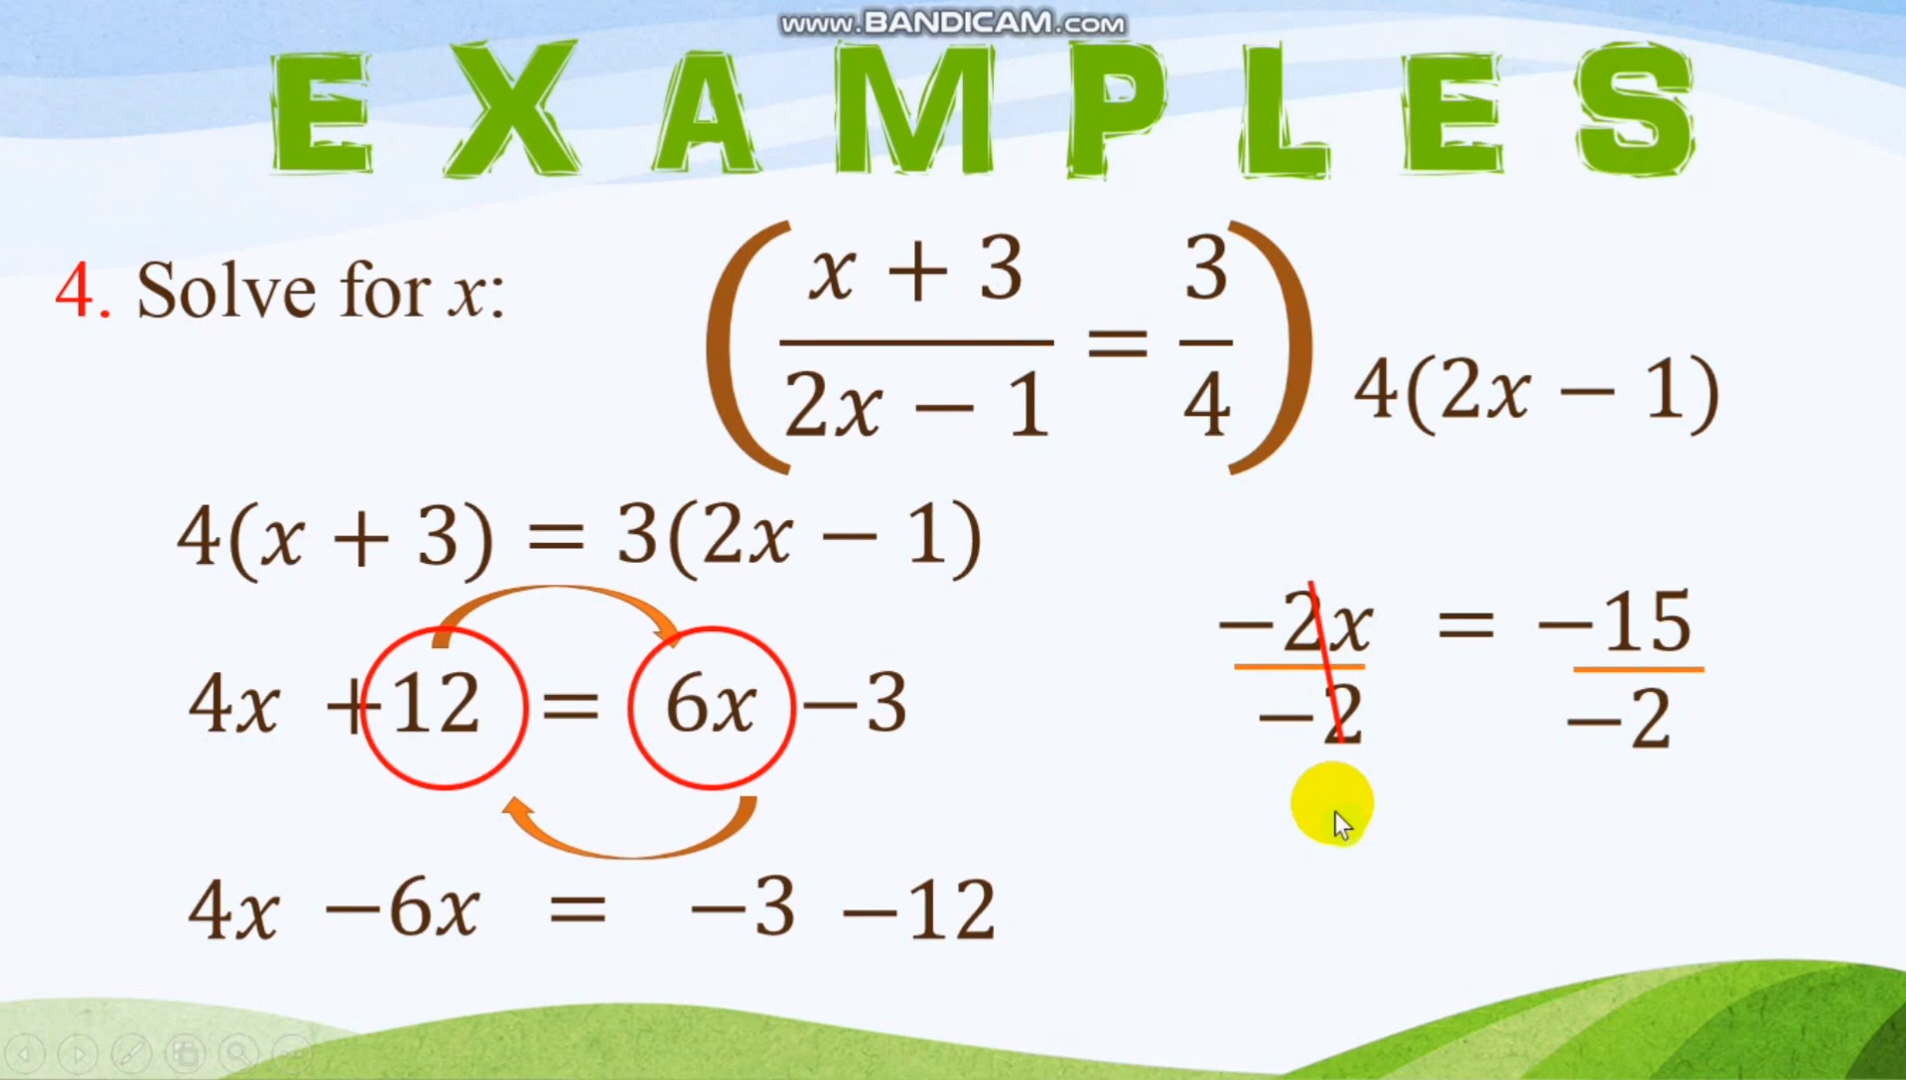 www.BANDICAM.com
EXAMPLES
4. Solve for x:
(x + 3 / 2x − 1 = 3 / 4) 4(2x − 1)
4(x + 3) = 3(2x − 1)
4x +12 = 6x −3
4x −6x = −3 −12
−2x / −2 = −15 / −2